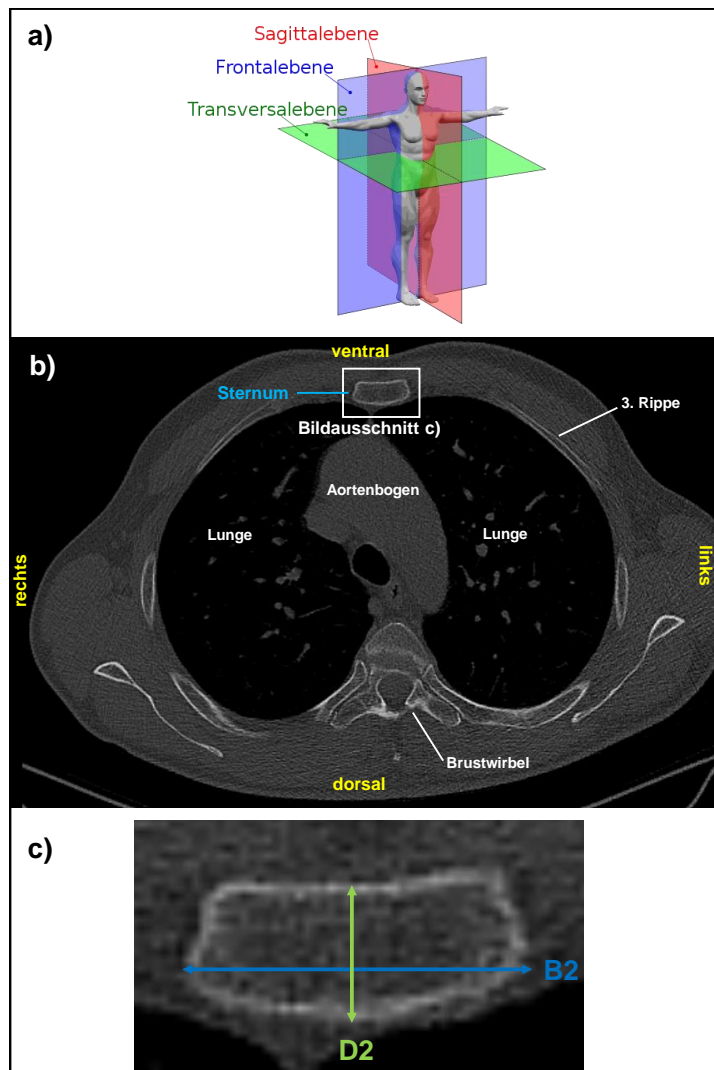 a)
Sagittalebene
Frontalebene
Transversalebene
b)
ventral
Sternum
3. Rippe
Bildausschnitt c)
Aortenbogen
Lunge
Lunge
rechts
links
Brustwirbel
dorsal
c)
B2
D2